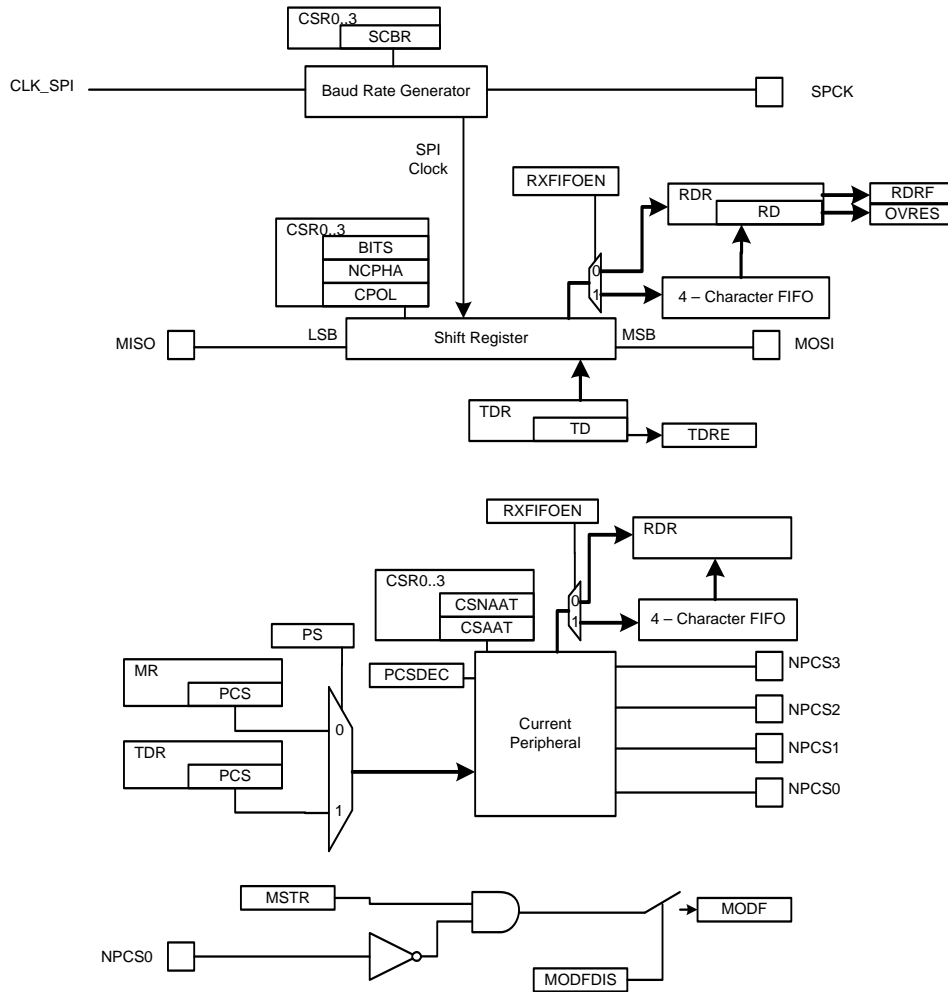 CSR0..3
SCBR
CLK_SPI
Baud Rate Generator
SPCK
SPI
Clock
RXFIFOEN
RDR
RD
RDRF
OVRES
CSR0..3
BITS
NCPHA
CPOL
0
1
4 – Character FIFO
MISO
LSB
Shift Register
MSB
MOSI
TDR
TD
TDRE
RXFIFOEN
RDR
CSR0..3
CSNAAT
CSAAT
0
1
4 – Character FIFO
PS
MR
PCS
PCSDEC
NPCS3
0
Current
Peripheral
NPCS2
TDR
PCS
NPCS1
1
NPCS0
MSTR
MODF
NPCS0
MODFDIS